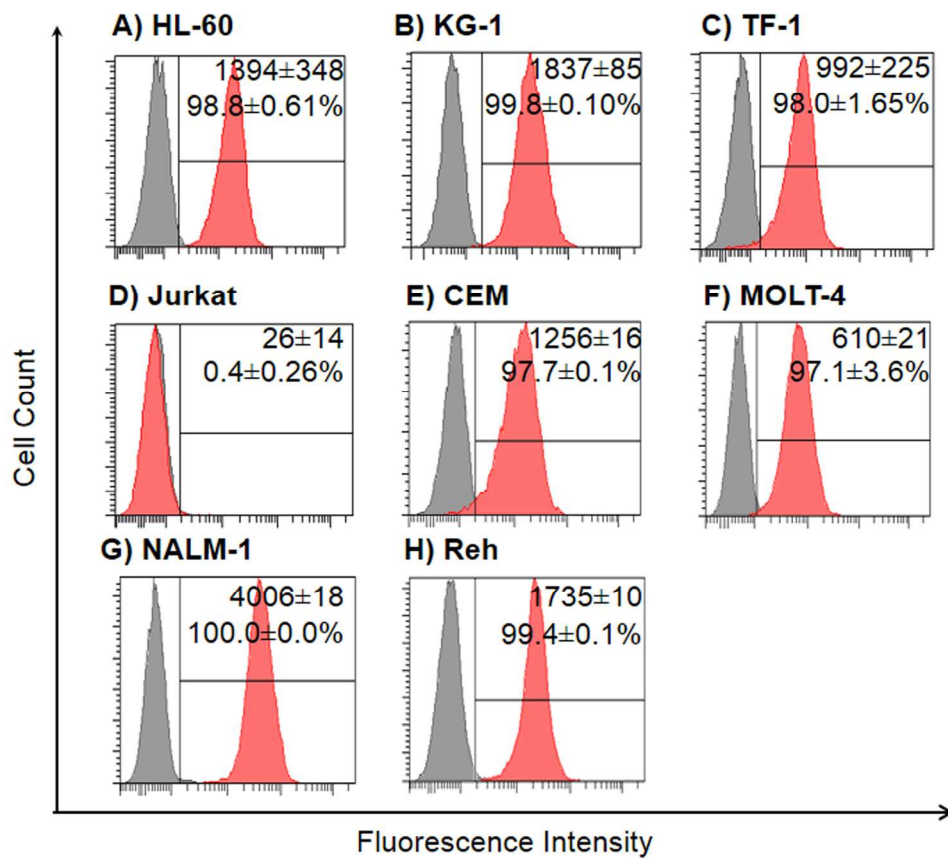 A) HL-60
1394±348
98.8±0.61%
B) KG-1
1837±85
99.8±0.10%
C) TF-1
992±225
98.0±1.65%
D) Jurkat
26±14
0.4±0.26%
E) CEM
1256±16
97.7±0.1%
F) MOLT-4
610±21
97.1±3.6%
G) NALM-1
4006±18
100.0±0.0%
H) Reh
1735±10
99.4±0.1%
Cell Count
Fluorescence Intensity